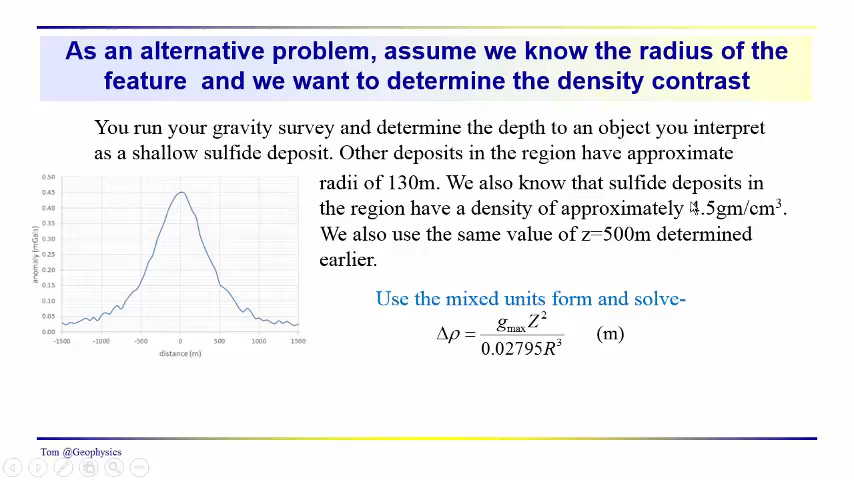 As an alternative problem, assume we know the radius of the
feature and we want to determine the density contrast
You run your gravity survey and determine the depth to an object you interpret
as a shallow sulfide deposit. Other deposits in the region have approximate
radii of 130m. We also know that sulfide deposits in
the region have a density of approximately 4.5gm/cm³.
We also use the same value of z=500m determined
earlier.
anomaly (mGals)
0.50
0.45
0.40
0.35
0.30
0.25
0.20
0.15
0.10
0.05
0.00
-1500 -1000 -500 0 500 1000 1500
distance (m)
Use the mixed units form and solve-
Δρ = g_max Z² / 0.02795R³ (m)
Tom @Geophysics